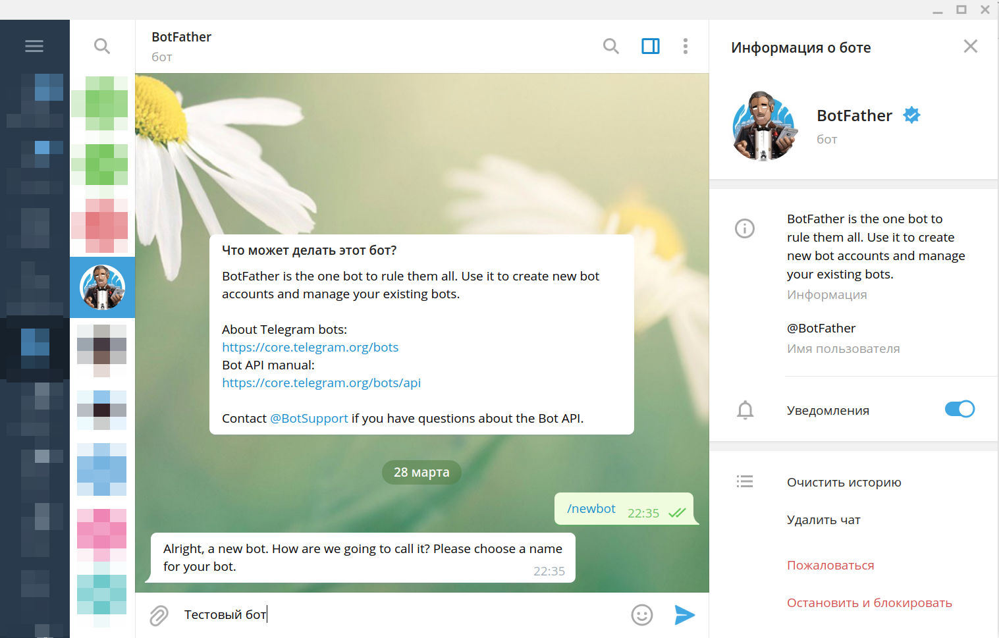 BotFather
бот
Что может делать этот бот?
BotFather is the one bot to rule them all. Use it to create new bot
accounts and manage your existing bots.
About Telegram bots:
https://core.telegram.org/bots
Bot API manual:
https://core.telegram.org/bots/api
Contact @BotSupport if you have questions about the Bot API.
28 марта
/newbot 22:35
Alright, a new bot. How are we going to call it? Please choose a name
for your bot.
22:35
Тестовый бот
Информация о боте
BotFather
бот
BotFather is the one bot to
rule them all. Use it to create
new bot accounts and manage
your existing bots.
Информация
@BotFather
Имя пользователя
Уведомления
Очистить историю
Удалить чат
Пожаловаться
Остановить и блокировать